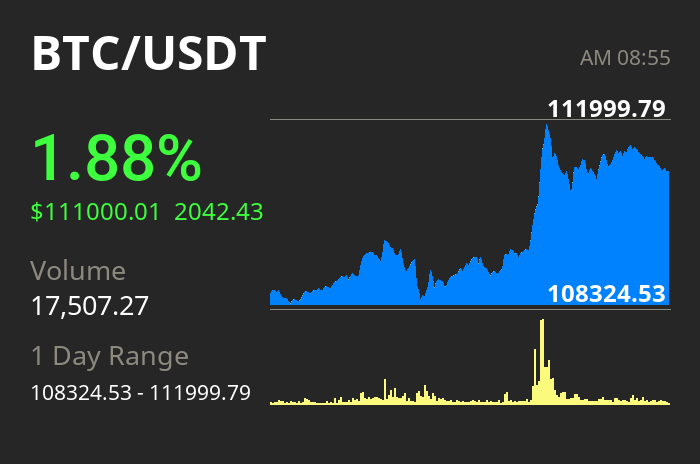 BTC/USDT
AM 08:55
111999.79
1.88%
$111000.01 2042.43
Volume
17,507.27
108324.53
1 Day Range
108324.53 - 111999.79